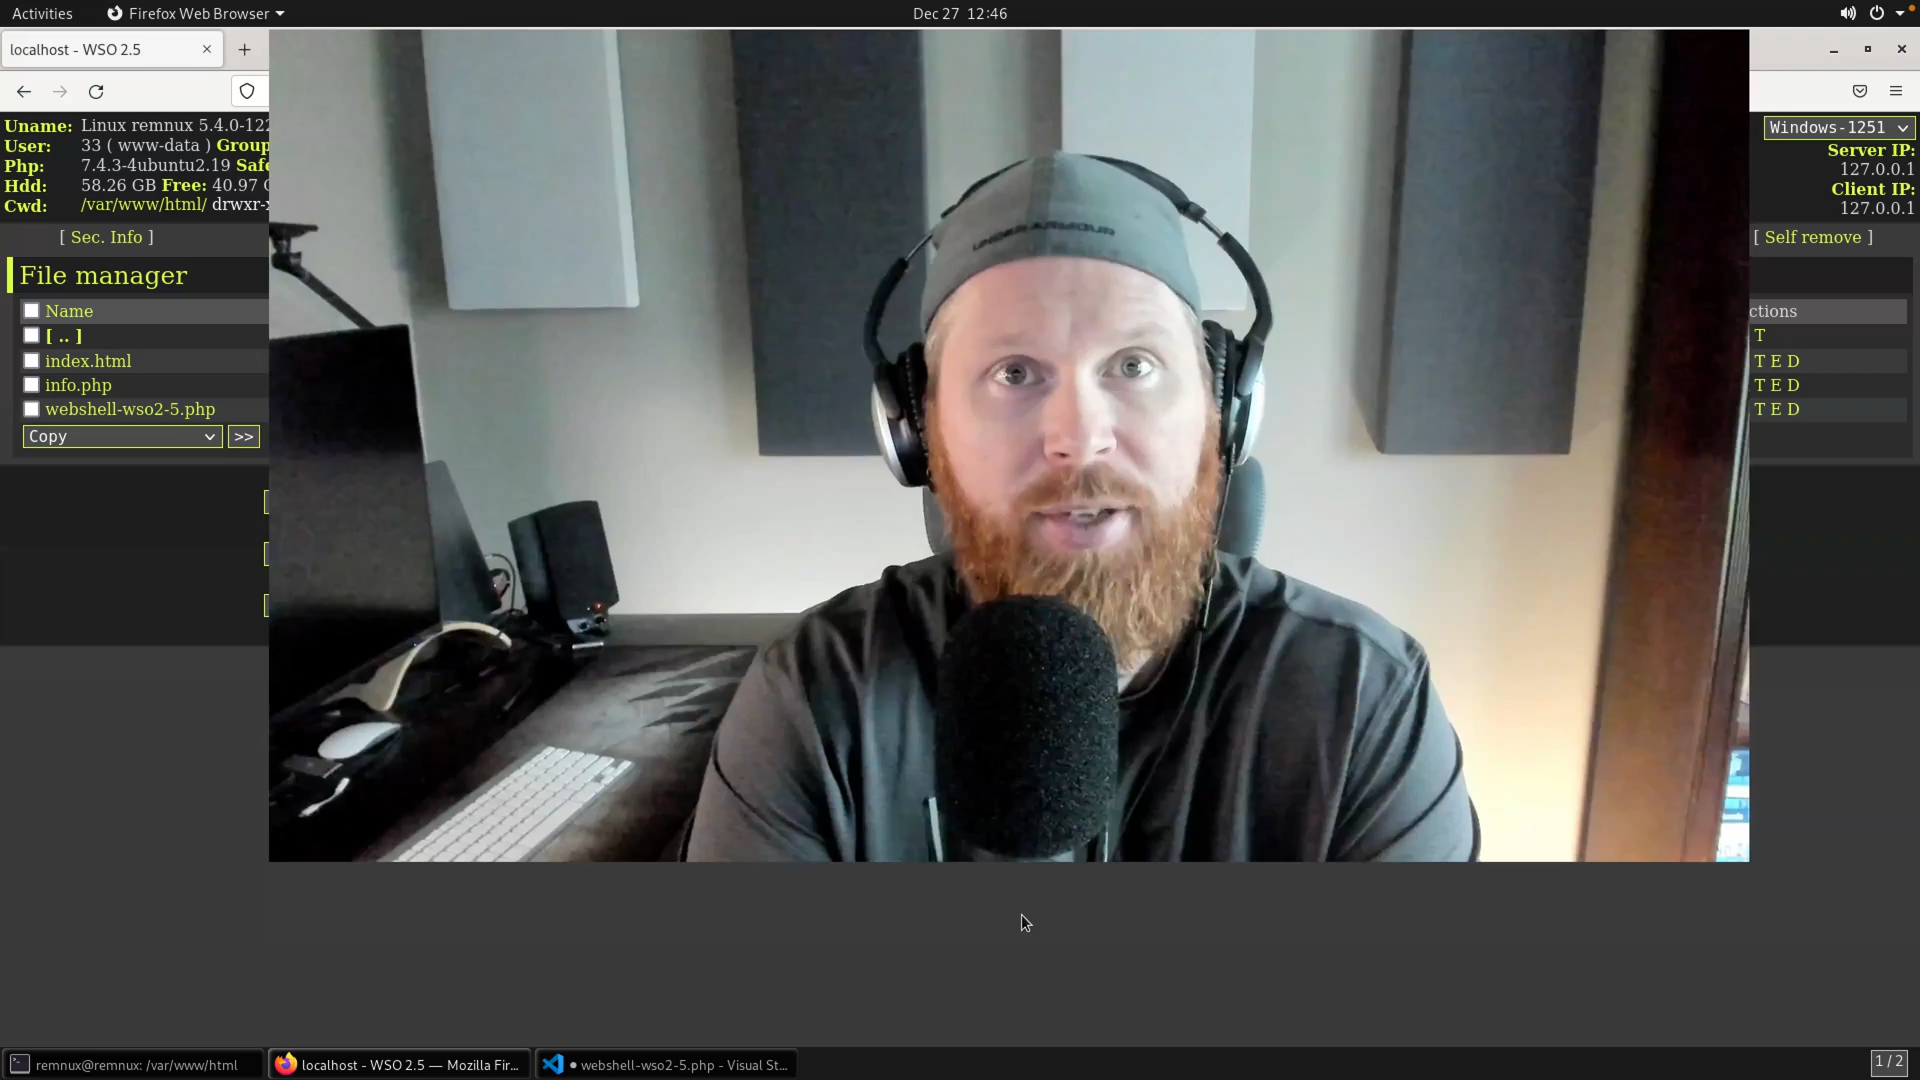 Activities Firefox Web Browser Dec 27 12:46
localhost - WSO 2.5
Uname: Linux remnux 5.4.0-122
User: 33 ( www-data ) Group
Php: 7.4.3-4ubuntu2.19 Safe
Hdd: 58.26 GB Free: 40.97
Cwd: /var/www/html/ drwxr-x
Windows-1251
Server IP:
127.0.0.1
Client IP:
127.0.0.1
[ Sec. Info ]
[ Self remove ]
File manager
Name
ctions
[ .. ]
T
index.html
T E D
info.php
T E D
webshell-wso2-5.php
T E D
Copy >>
UNDER ARMOUR
remnux@remnux: /var/www/html
localhost - WSO 2.5 — Mozilla Fir...
● webshell-wso2-5.php - Visual St...
1 / 2